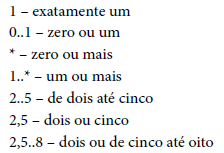 1 – exatamente um
0..1 – zero ou um
* – zero ou mais
1..* – um ou mais
2..5 – de dois até cinco
2,5 – dois ou cinco
2,5..8 – dois ou de cinco até oito